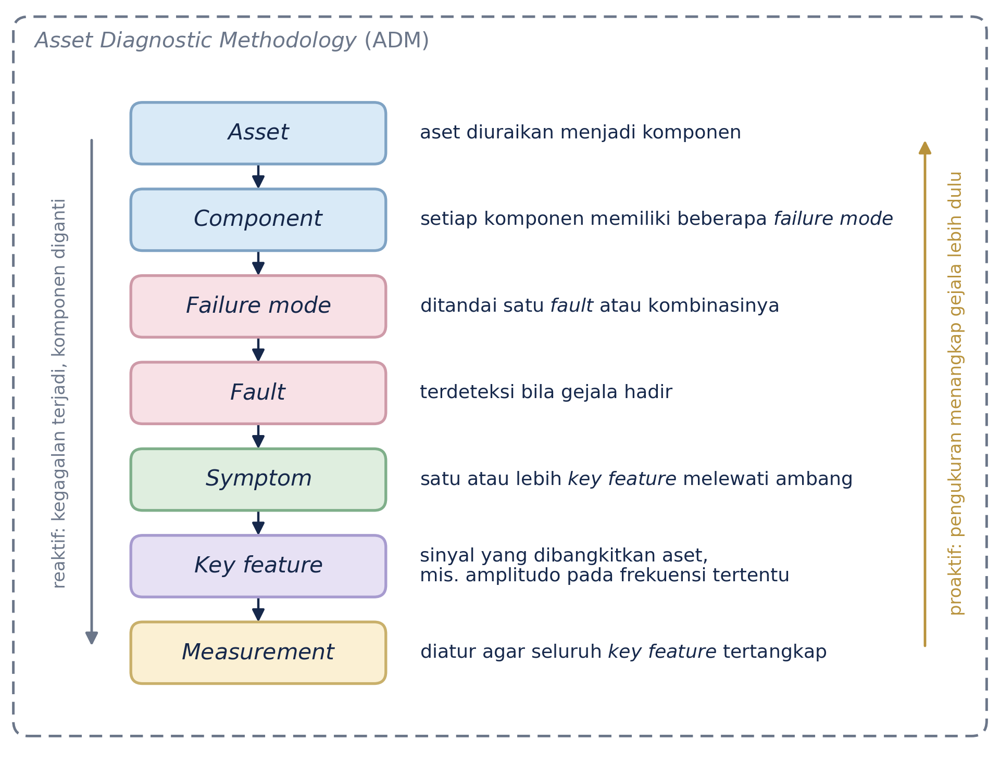 Asset Diagnostic Methodology (ADM)
reaktif: kegagalan terjadi, komponen diganti
Asset
aset diuraikan menjadi komponen
Component
setiap komponen memiliki beberapa failure mode
Failure mode
ditandai satu fault atau kombinasinya
Fault
terdeteksi bila gejala hadir
Symptom
satu atau lebih key feature melewati ambang
Key feature
sinyal yang dibangkitkan aset,
mis. amplitudo pada frekuensi tertentu
Measurement
diatur agar seluruh key feature tertangkap
proaktif: pengukuran menangkap gejala lebih dulu